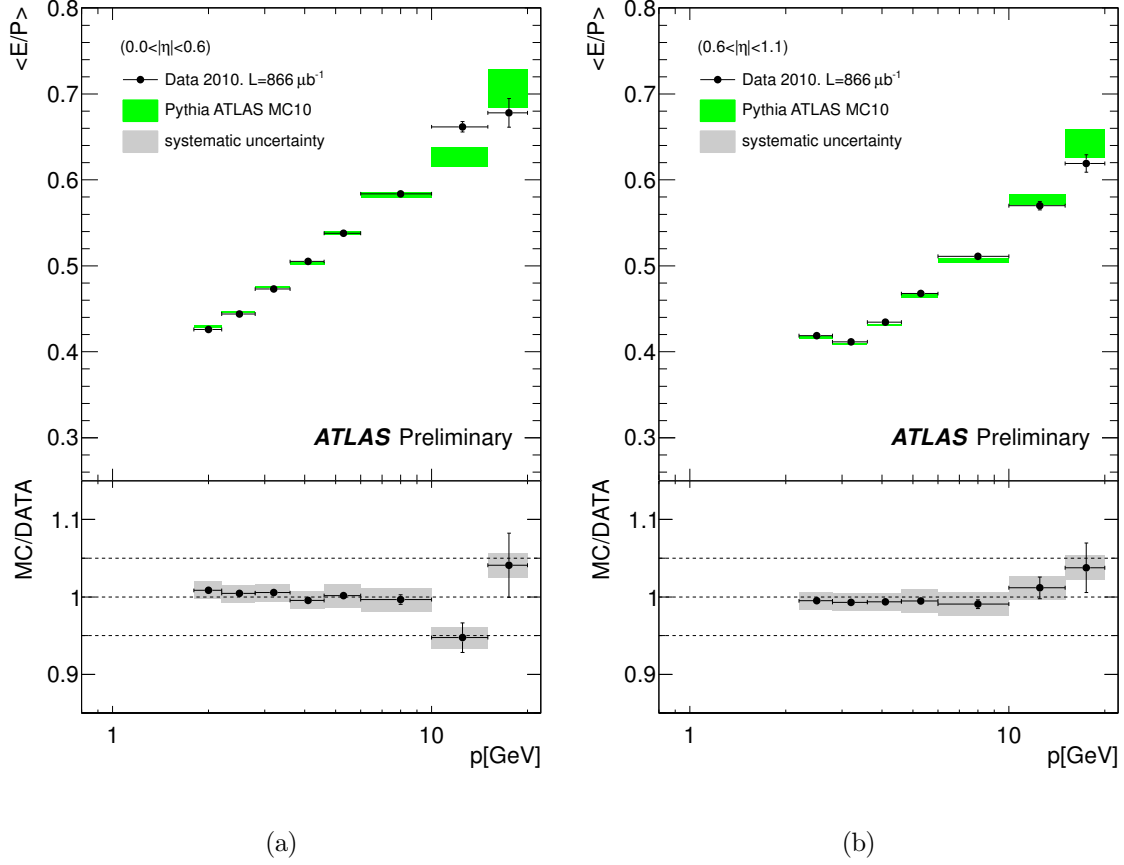 <E/P>
0.8
0.7
0.6
0.5
0.4
0.3
(0.0<|η|<0.6)
Data 2010. L=866 μb⁻¹
Pythia ATLAS MC10
systematic uncertainty
ATLAS Preliminary
MC/DATA
1.1
1
0.9
1 10
p[GeV]
(a)
<E/P>
0.8
0.7
0.6
0.5
0.4
0.3
(0.6<|η|<1.1)
Data 2010. L=866 μb⁻¹
Pythia ATLAS MC10
systematic uncertainty
ATLAS Preliminary
MC/DATA
1.1
1
0.9
1 10
p[GeV]
(b)